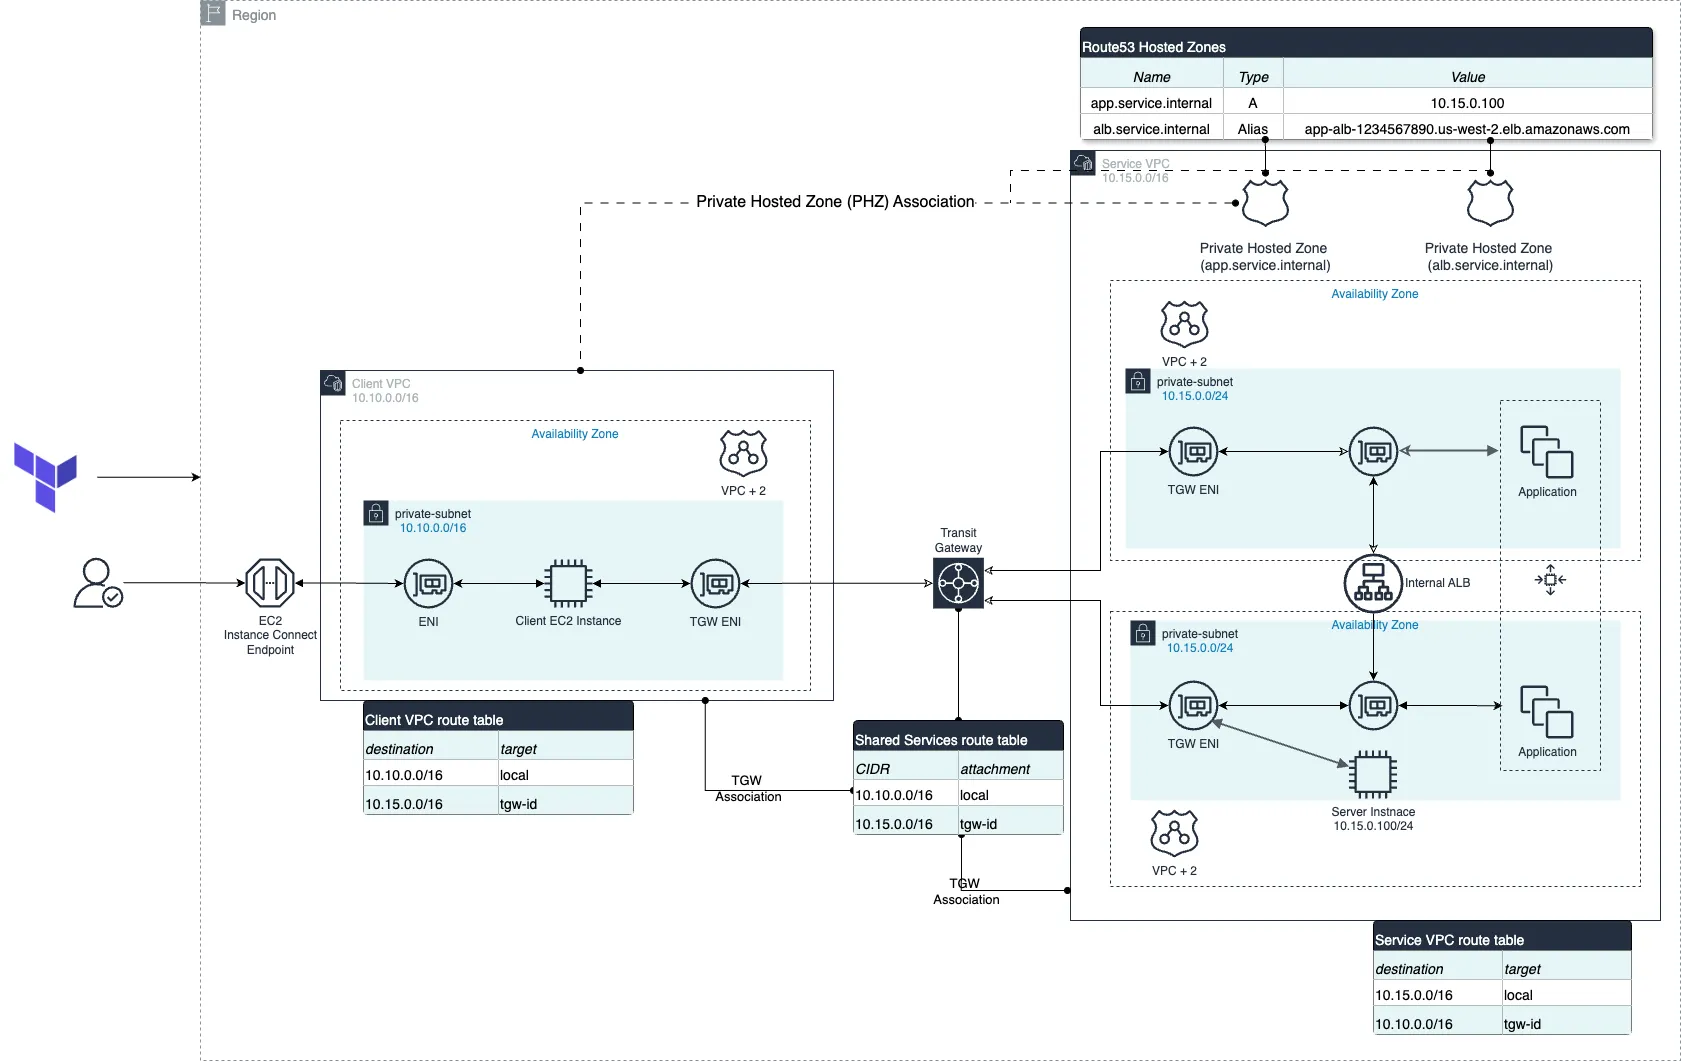 Region
Route53 Hosted Zones
Name Type Value
app.service.internal A 10.15.0.100
alb.service.internal Alias app-alb-1234567890.us-west-2.elb.amazonaws.com
Service VPC
10.15.0.0/16
Private Hosted Zone (PHZ) Association
Private Hosted Zone
(app.service.internal)
Private Hosted Zone
(alb.service.internal)
Availability Zone
VPC + 2
private-subnet
10.15.0.0/24
TGW ENI
Application
Client VPC
10.10.0.0/16
Availability Zone
VPC + 2
private-subnet
10.10.0.0/16
ENI
Client EC2 Instance
TGW ENI
EC2
Instance Connect
Endpoint
Transit
Gateway
Internal ALB
Availability Zone
private-subnet
10.15.0.0/24
TGW ENI
Application
Server Instnace
10.15.0.100/24
VPC + 2
Client VPC route table
destination target
10.10.0.0/16 local
10.15.0.0/16 tgw-id
TGW
Association
Shared Services route table
CIDR attachment
10.10.0.0/16 local
10.15.0.0/16 tgw-id
TGW
Association
Service VPC route table
destination target
10.15.0.0/16 local
10.10.0.0/16 tgw-id